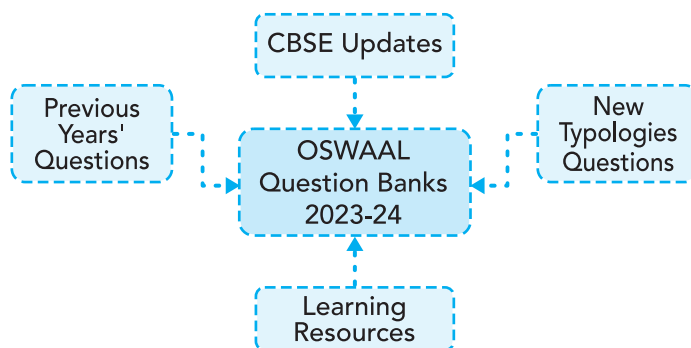 CBSE Updates
Previous
Years'
Questions
OSWAAL
Question Banks
2023-24
New
Typologies
Questions
Learning
Resources